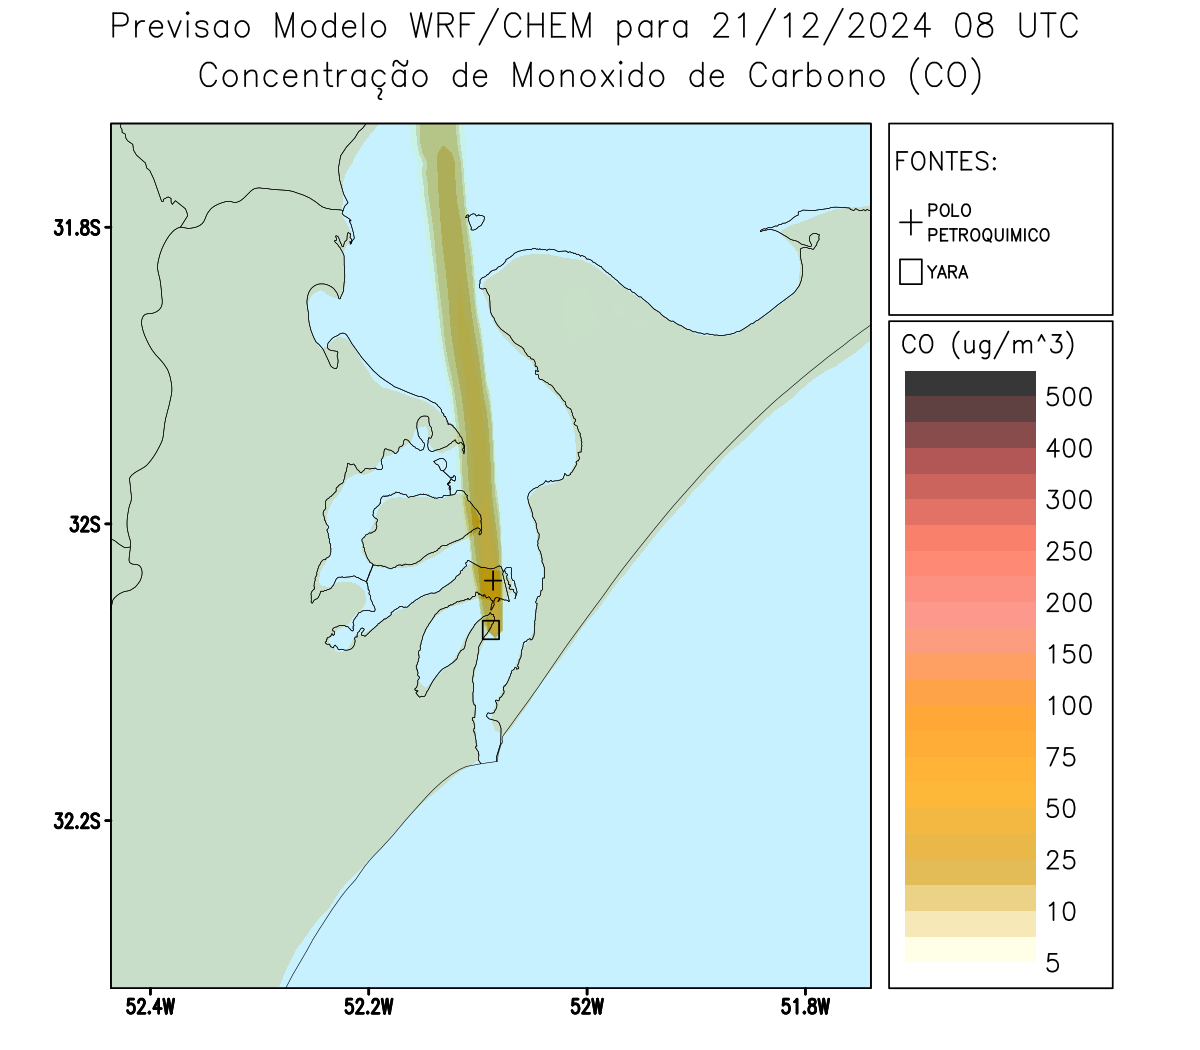 Previsao Modelo WRF/CHEM para 21/12/2024 08 UTC
Concentração de Monoxido de Carbono (CO)
FONTES:
POLO
PETROQUIMICO
YARA
CO (ug/m^3)
500
400
300
250
200
150
100
75
50
25
10
5
31.8S
32S
32.2S
52.4W
52.2W
52W
51.8W